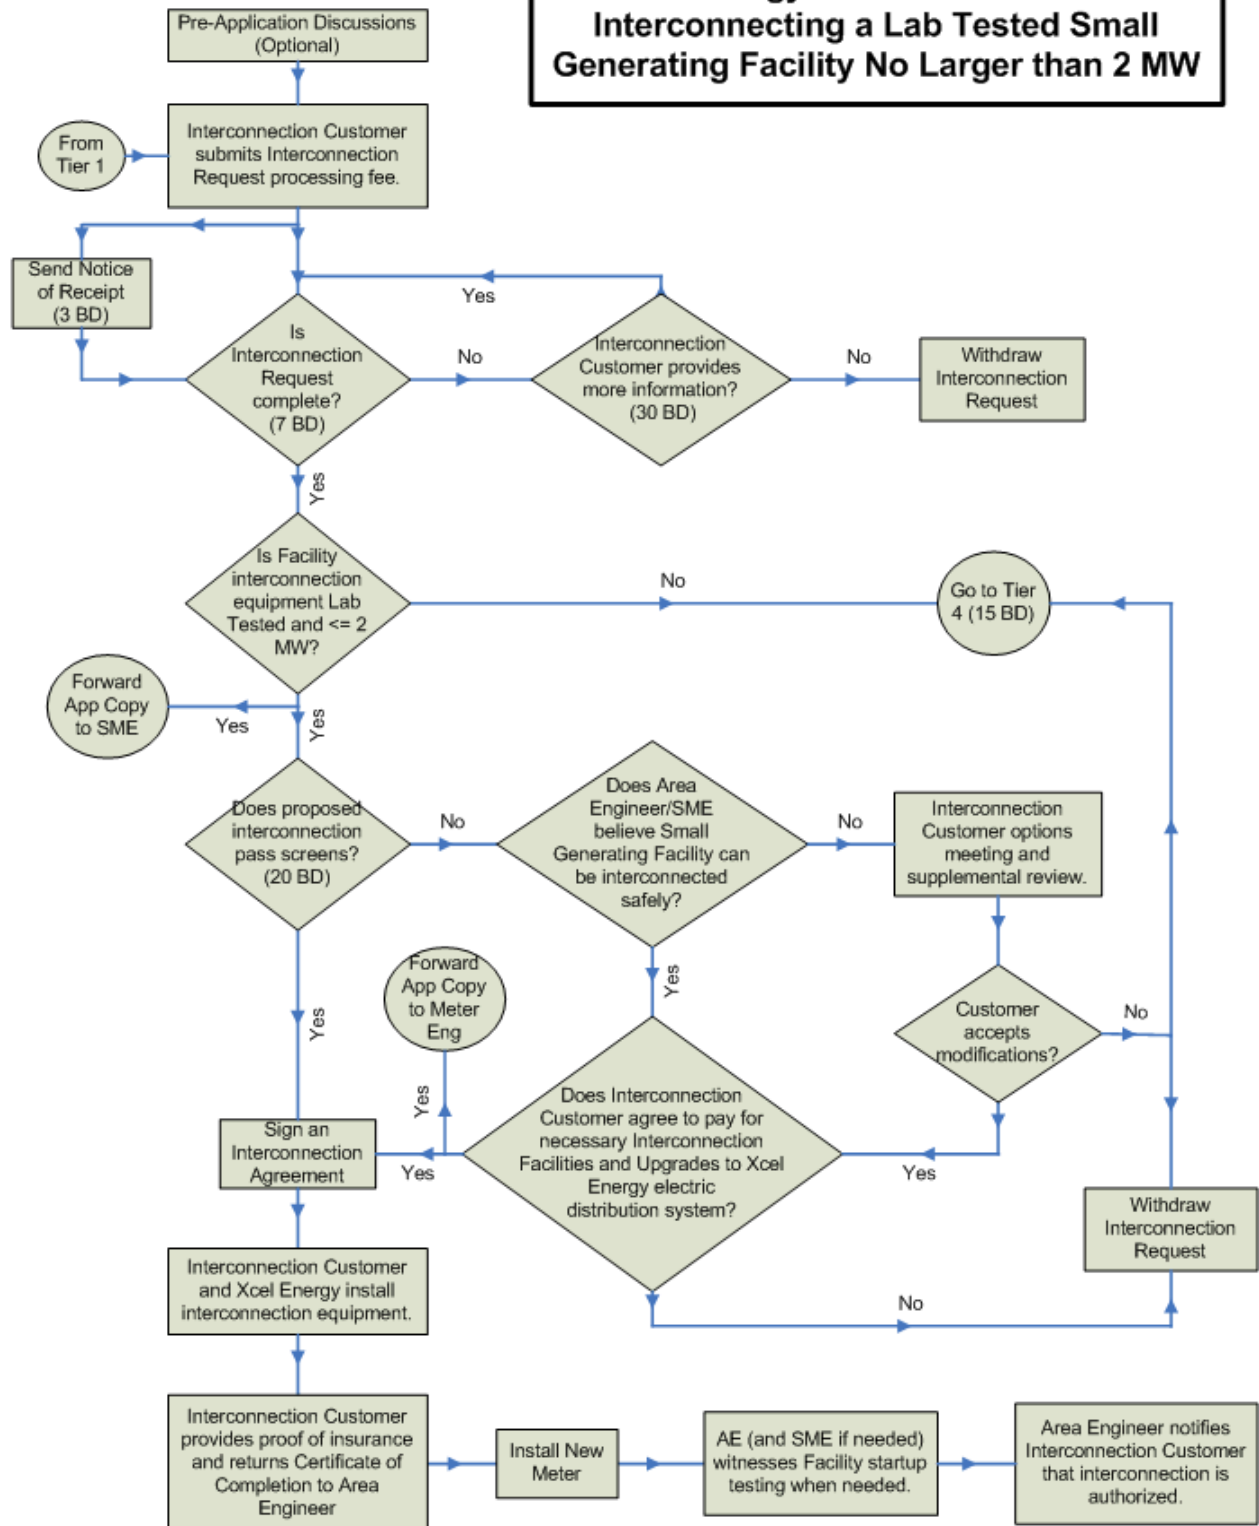 Interconnecting a Lab Tested Small
Generating Facility No Larger than 2 MW
Pre-Application Discussions
(Optional)
From
Tier 1
Interconnection Customer
submits Interconnection
Request processing fee.
Send Notice
of Receipt
(3 BD)
Yes
Is
Interconnection
Request
complete?
(7 BD)
No
Interconnection
Customer provides
more information?
(30 BD)
No
Withdraw
Interconnection
Request
Yes
Is Facility
interconnection
equipment Lab
Tested and <= 2
MW?
No
Go to Tier
4 (15 BD)
Forward
App Copy
to SME
Yes
Yes
Does proposed
interconnection
pass screens?
(20 BD)
No
Does Area
Engineer/SME
believe Small
Generating Facility can
be interconnected
safely?
No
Interconnection
Customer options
meeting and
supplemental review.
Yes
Forward
App Copy
to Meter
Eng
Yes
Customer
accepts
modifications?
No
Yes
Sign an
Interconnection
Agreement
Yes
Does Interconnection
Customer agree to pay for
necessary Interconnection
Facilities and Upgrades to Xcel
Energy electric
distribution system?
Yes
Withdraw
Interconnection
Request
No
Interconnection Customer
and Xcel Energy install
interconnection equipment.
Interconnection Customer
provides proof of insurance
and returns Certificate of
Completion to Area
Engineer
Install New
Meter
AE (and SME if needed)
witnesses Facility startup
testing when needed.
Area Engineer notifies
Interconnection Customer
that interconnection is
authorized.